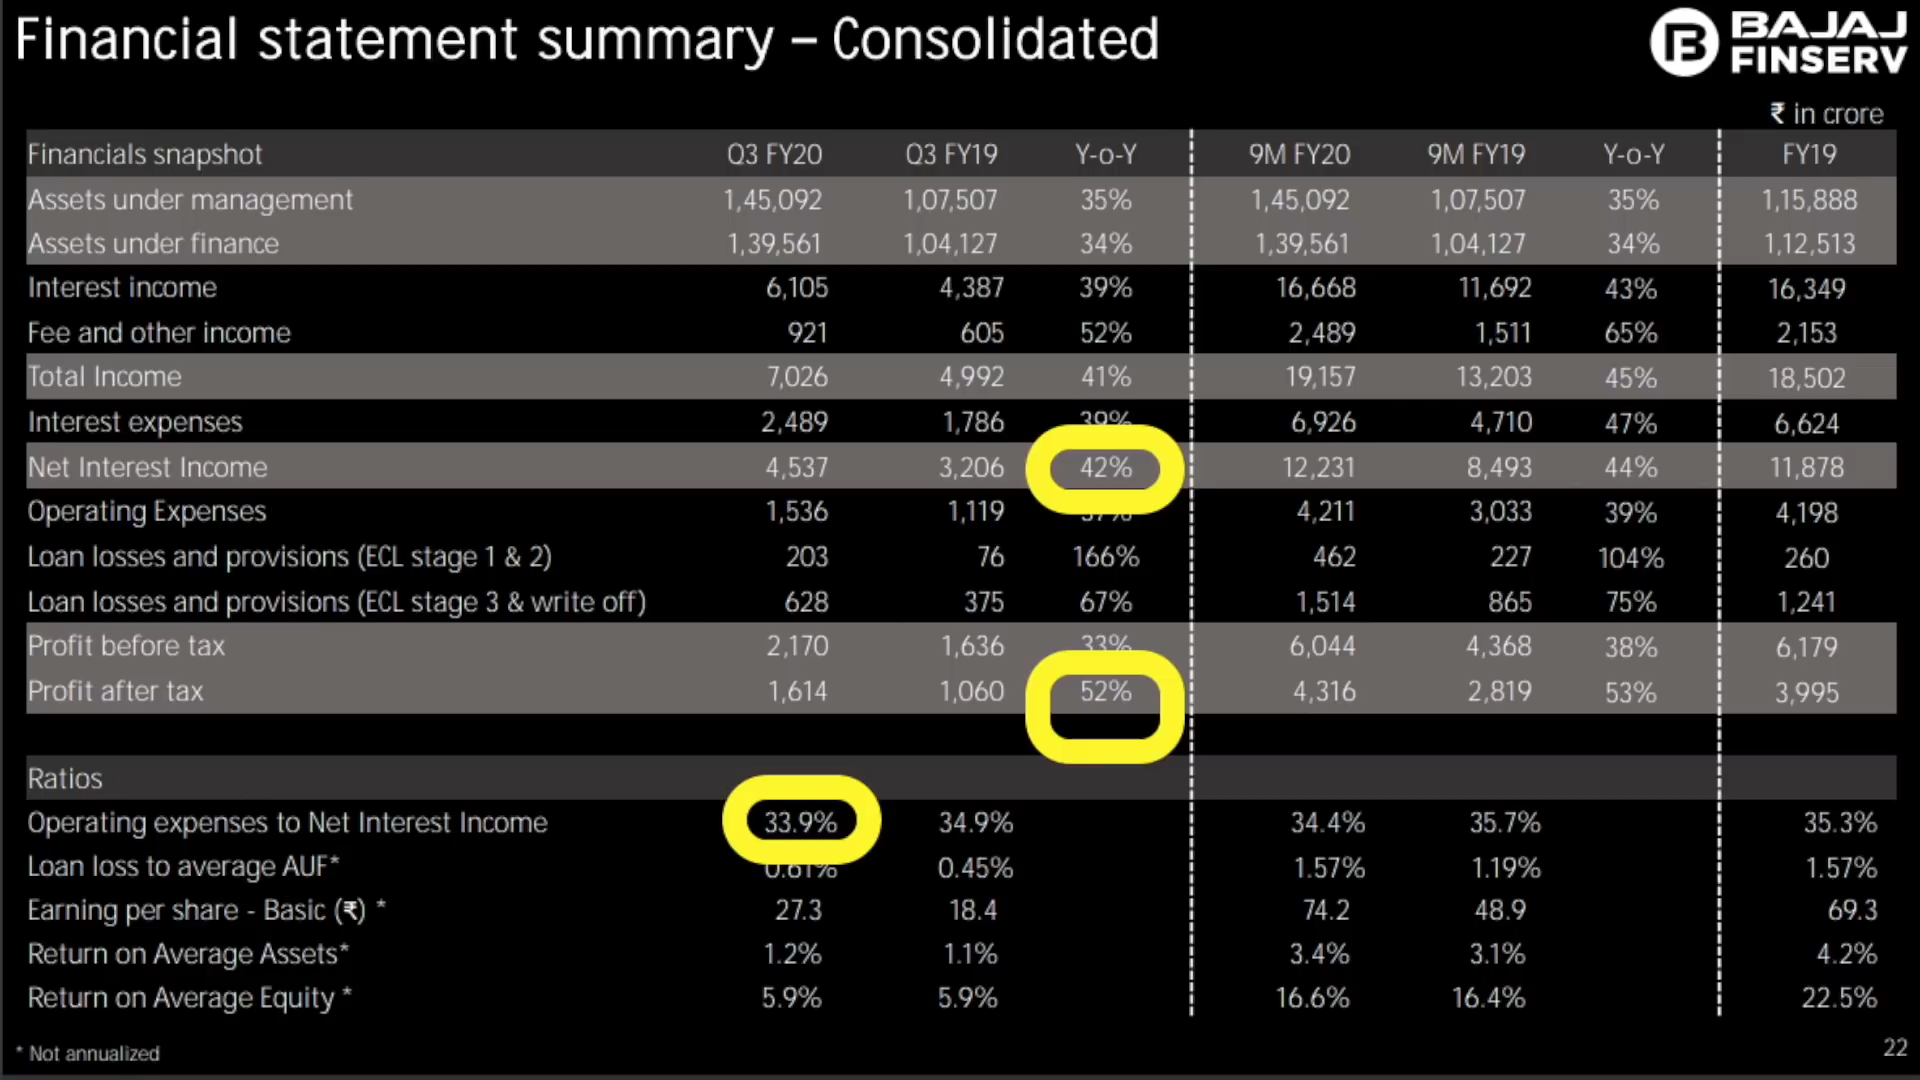 Financial statement summary – Consolidated
BAJAJ
FINSERV
₹ in crore
Financials snapshot Q3 FY20 Q3 FY19 Y-o-Y 9M FY20 9M FY19 Y-o-Y FY19
Assets under management 1,45,092 1,07,507 35% 1,45,092 1,07,507 35% 1,15,888
Assets under finance 1,39,561 1,04,127 34% 1,39,561 1,04,127 34% 1,12,513
Interest income 6,105 4,387 39% 16,668 11,692 43% 16,349
Fee and other income 921 605 52% 2,489 1,511 65% 2,153
Total Income 7,026 4,992 41% 19,157 13,203 45% 18,502
Interest expenses 2,489 1,786 39% 6,926 4,710 47% 6,624
Net Interest Income 4,537 3,206 42% 12,231 8,493 44% 11,878
Operating Expenses 1,536 1,119 37% 4,211 3,033 39% 4,198
Loan losses and provisions (ECL stage 1 & 2) 203 76 166% 462 227 104% 260
Loan losses and provisions (ECL stage 3 & write off) 628 375 67% 1,514 865 75% 1,241
Profit before tax 2,170 1,636 33% 6,044 4,368 38% 6,179
Profit after tax 1,614 1,060 52% 4,316 2,819 53% 3,995
Ratios
Operating expenses to Net Interest Income 33.9% 34.9% 34.4% 35.7% 35.3%
Loan loss to average AUF* 0.61% 0.45% 1.57% 1.19% 1.57%
Earning per share - Basic (₹) * 27.3 18.4 74.2 48.9 69.3
Return on Average Assets* 1.2% 1.1% 3.4% 3.1% 4.2%
Return on Average Equity * 5.9% 5.9% 16.6% 16.4% 22.5%
* Not annualized
22